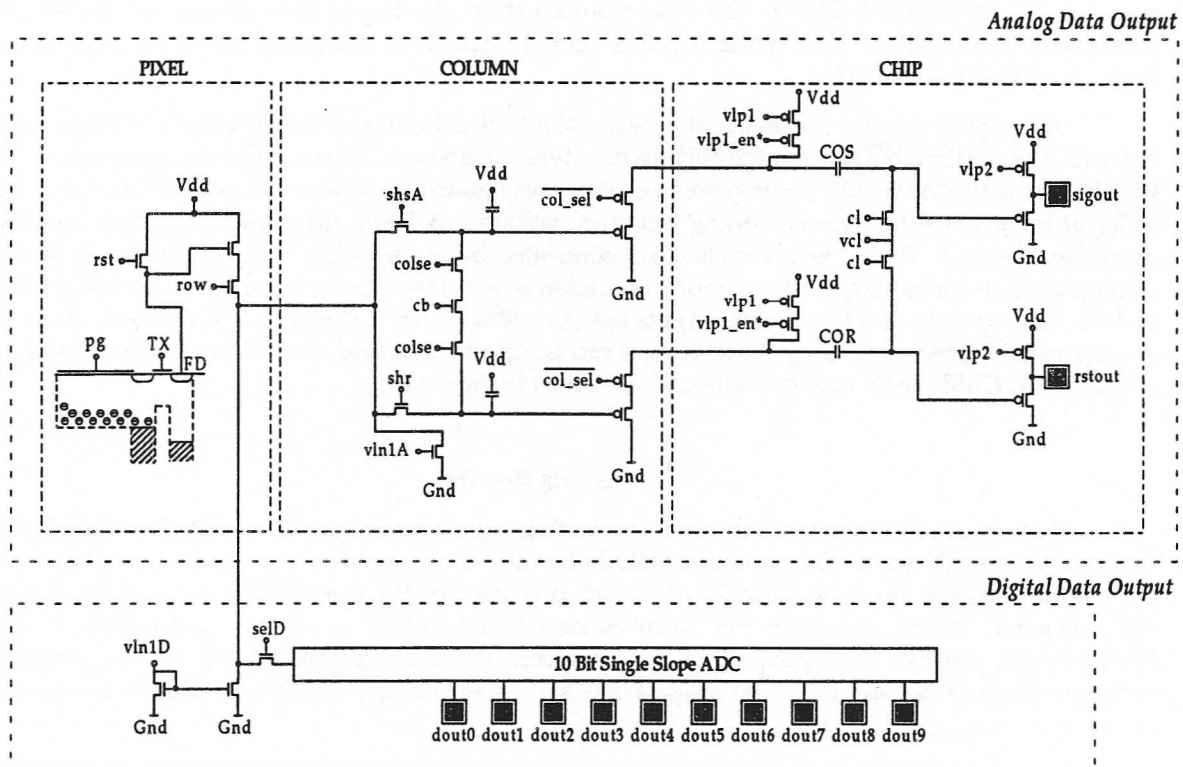 Analog Data Output
PIXEL COLUMN CHIP
Vdd
vlp1
vlp1_en*
COS
Vdd
vlp2
sigout
Gnd
Vdd
rst
row
pg TX FD
Vdd
shsA
col_sel
colse
cb
colse
Vdd
shr
col_sel
Gnd
vln1A
Gnd
Gnd
cl
vcl
cl
Vdd
vlp1
vlp1_en*
COR
Vdd
vlp2
rstout
Gnd
Digital Data Output
vln1D
selD
10 Bit Single Slope ADC
Gnd Gnd
dout0 dout1 dout2 dout3 dout4 dout5 dout6 dout7 dout8 dout9